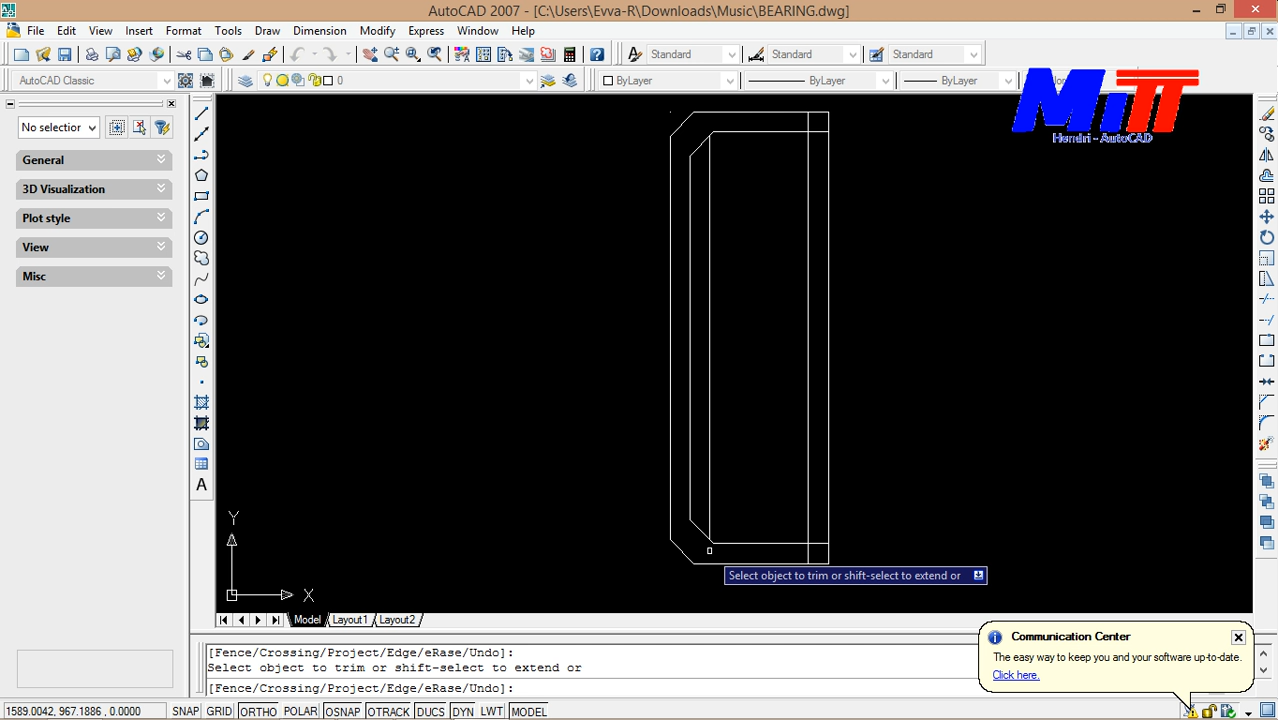 AutoCAD 2007 - [C:\Users\Evva-R\Downloads\Music\BEARING.dwg]
File Edit View Insert Format Tools Draw Dimension Modify Express Window Help
Standard Standard Standard
AutoCAD Classic 0 ByLayer ByLayer ByLayer
MiTT
Hendri - AutoCAD
No selectior
General
3D Visualization
Plot style
View
Misc
A
Y
X
Select object to trim or shift-select to extend or
Model Layout1 Layout2
[Fence/Crossing/Project/Edge/eRase/Undo]:
Select object to trim or shift-select to extend or
[Fence/Crossing/Project/Edge/eRase/Undo]:
Communication Center
The easy way to keep you and your software up-to-date.
Click here.
1589.0042, 967.1886 , 0.0000 SNAP GRID ORTHO POLAR OSNAP OTRACK DUCS DYN LWT MODEL